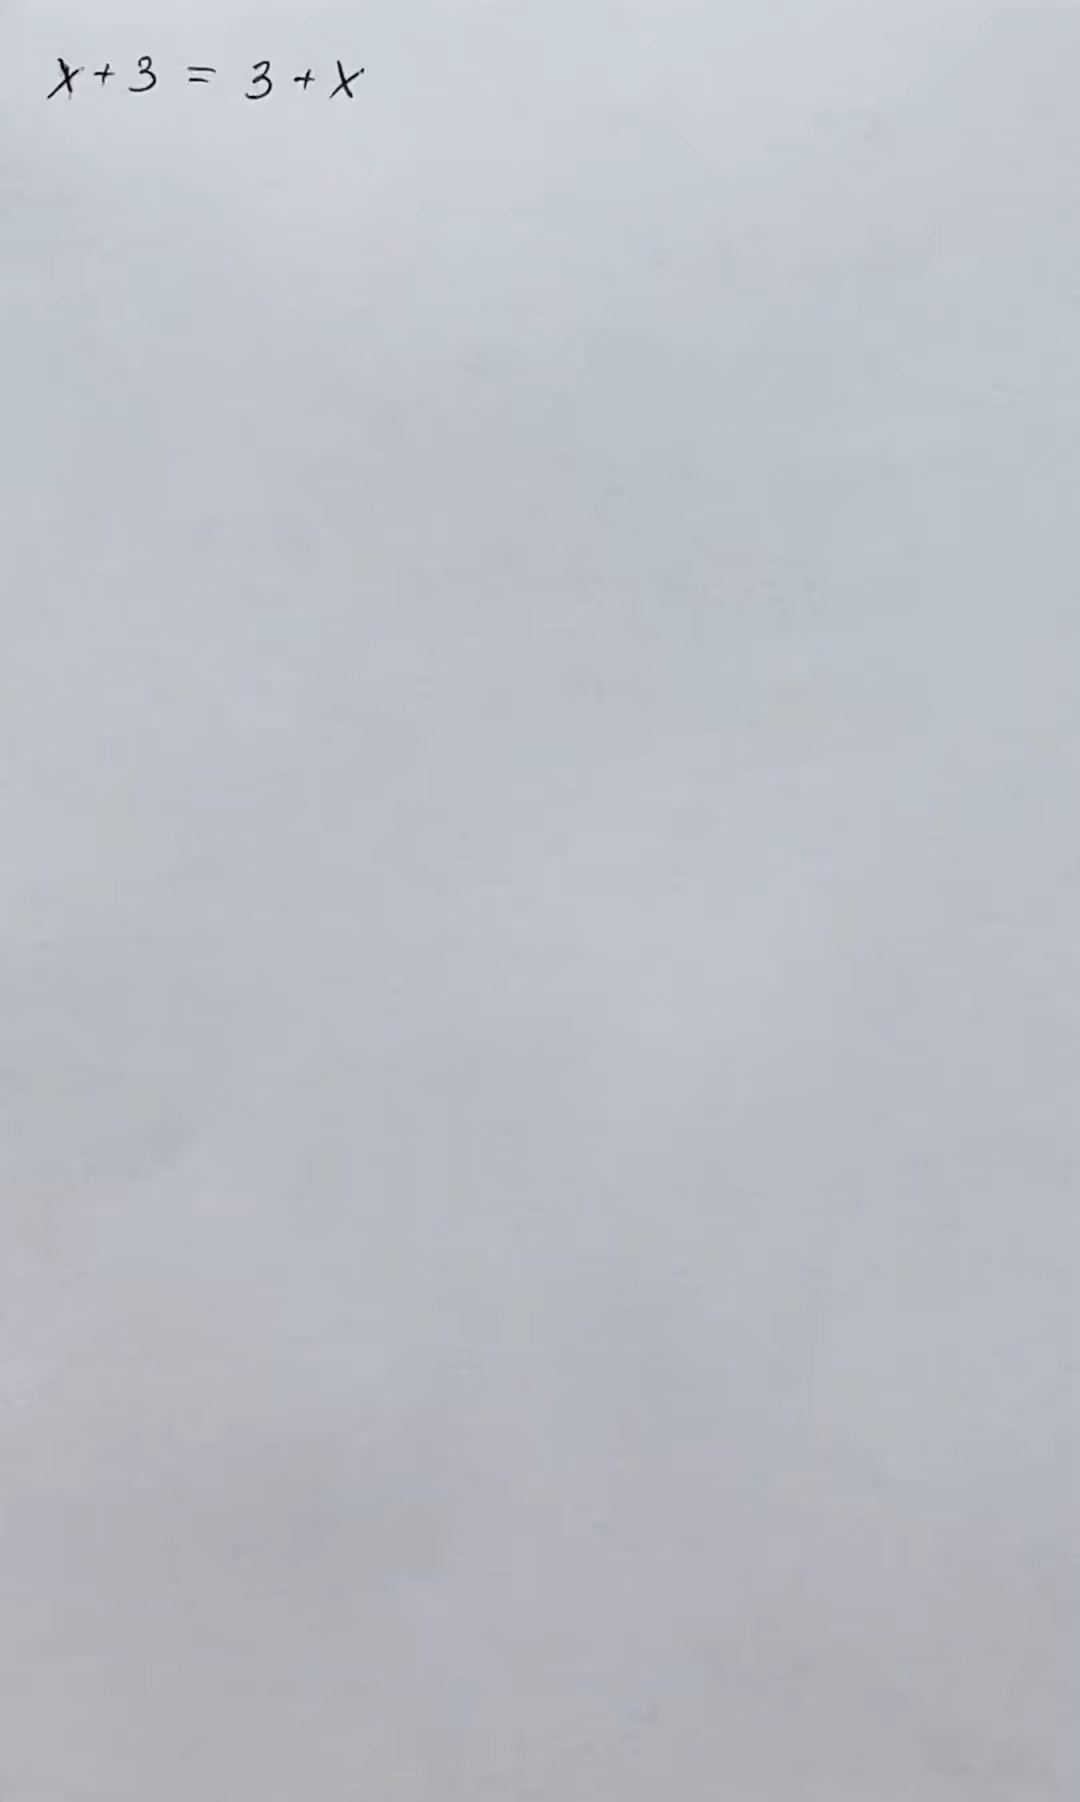 x + 3 = 3 + x